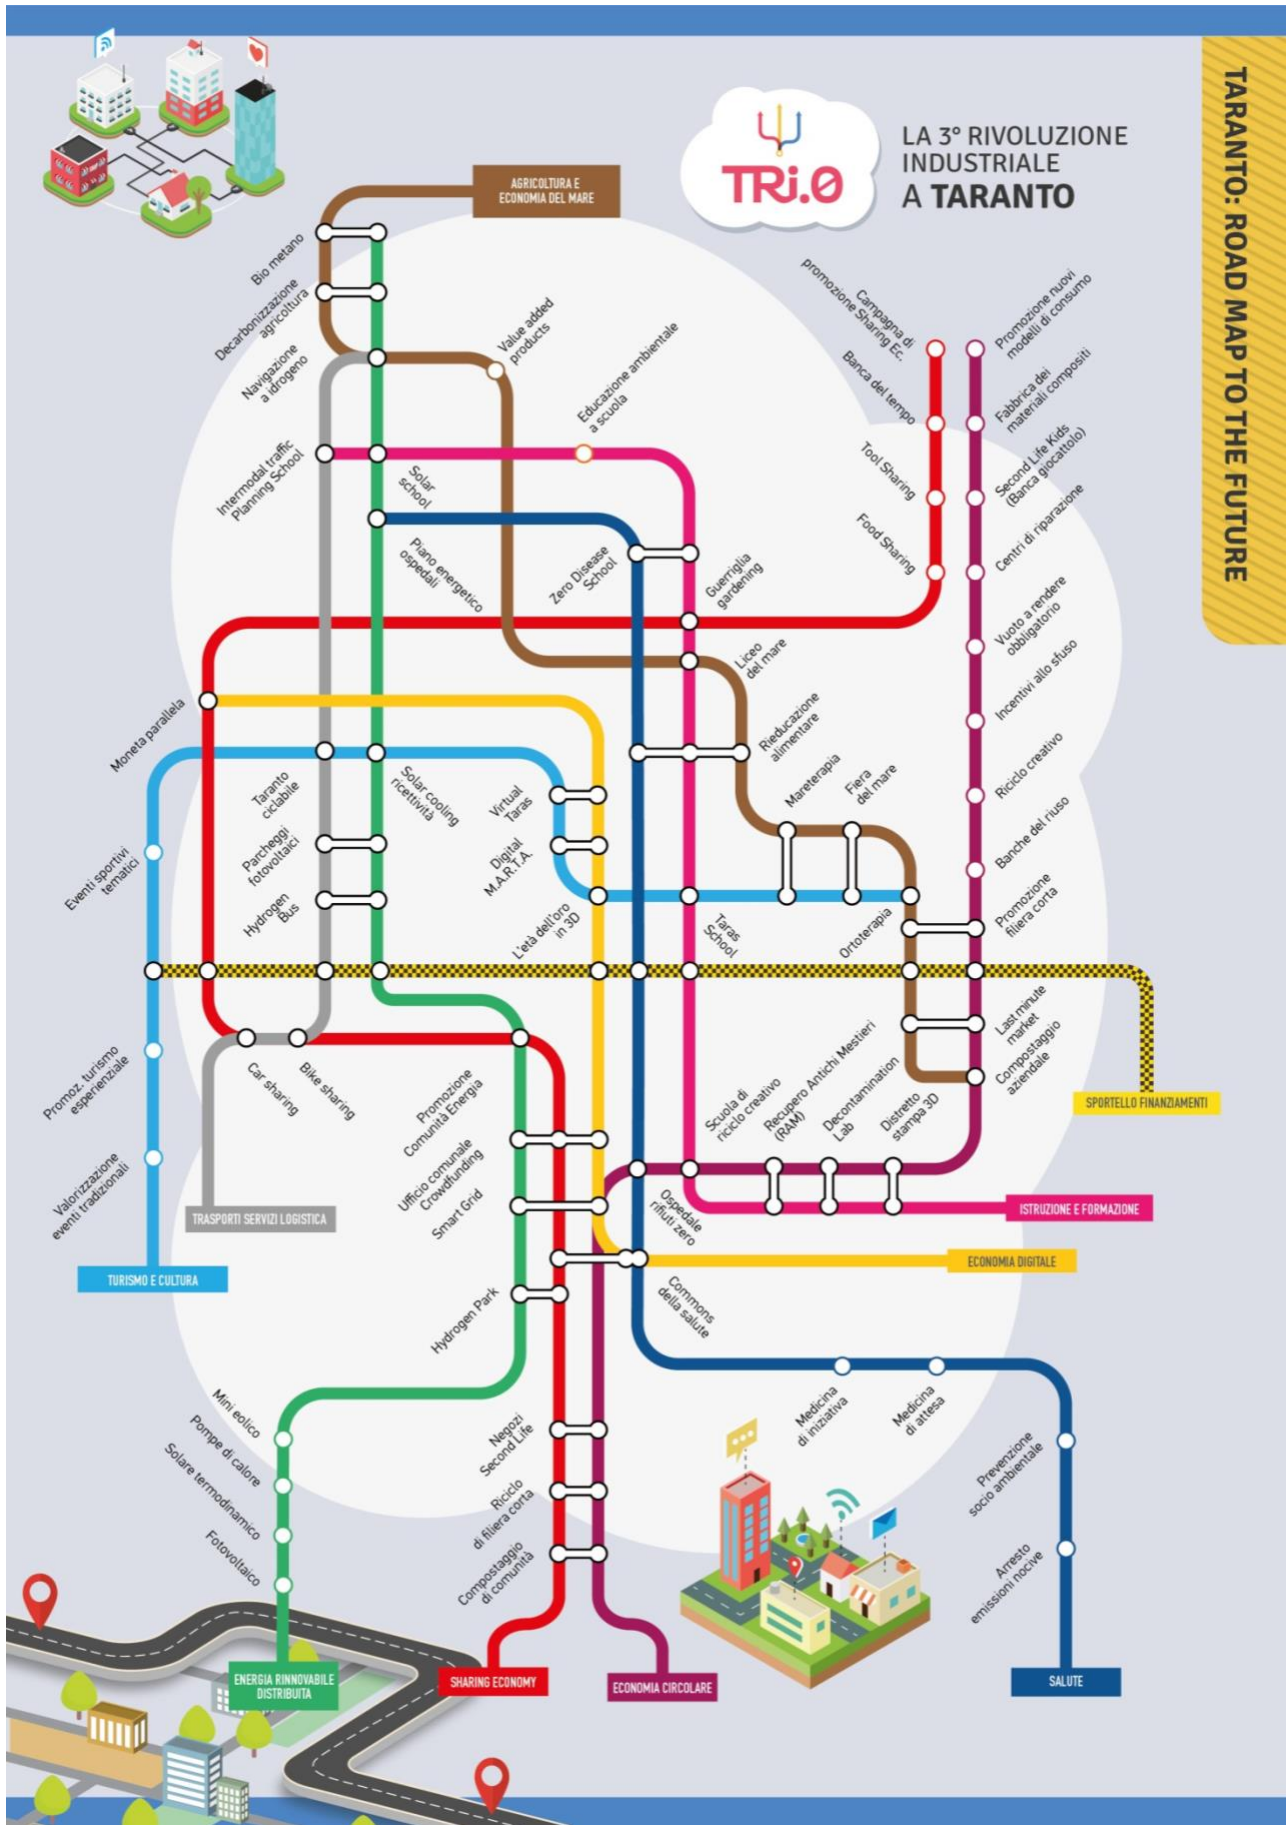 TRi.0
LA 3° RIVOLUZIONE
INDUSTRIALE
A TARANTO
TARANTO: ROAD MAP TO THE FUTURE
AGRICOLTURA E
ECONOMIA DEL MARE
Bio metano
Decarbonizzazione
agricoltura
Navigazione
a idrogeno
Value added
products
Educazione ambientale
a scuola
Campagna di
promozione Sharing Ec.
Banca del tempo
Tool Sharing
Food Sharing
Promozione nuovi
modelli di consumo
Fabbrica dei
materiali compositi
Second Life Kids
(Banca giocattolo)
Centri di riparazione
Vuoto a rendere
obbligatorio
Incentivi allo sfuso
Riciclo creativo
Banche del riuso
Promozione
filiera corta
Last minute
market
Compostaggio
aziendale
Intermodal traffic
Planning School
Solar
school
Piano energetico
ospedali
Zero Disease
School
Guerriglia
gardening
Liceo
del mare
Rieducazione
alimentare
Mareterapia
Fiera
del mare
Moneta parallela
Taranto
ciclabile
Solar cooling
ricettività
Virtual
Taras
Eventi sportivi
tematici
Parcheggi
fotovoltaici
Digital
M.A.R.T.A.
Hydrogen
Bus
L'età dell'oro
in 3D
Taras
School
Ortoterapia
Promoz. turismo
esperienziale
Car sharing
Bike sharing
Promozione
Comunità Energia
Scuola di
riciclo creativo
Recupero Antichi Mestieri
(RAM)
Decontamination
Lab
Distretto
stampa 3D
SPORTELLO FINANZIAMENTI
Valorizzazione
eventi tradizionali
Ufficio comunale
Crowdfunding
Smart Grid
Ospedale
rifiuti zero
TRASPORTI SERVIZI LOGISTICA
ISTRUZIONE E FORMAZIONE
TURISMO E CULTURA
ECONOMIA DIGITALE
Hydrogen Park
Commons
della salute
Mini eolico
Pompe di calore
Solare termodinamico
Fotovoltaico
Negozi
Second Life
Riciclo
di filiera corta
Compostaggio
di comunità
Medicina
di iniziativa
Medicina
di attesa
Prevenzione
socio ambientale
Arresto
emissioni nocive
ENERGIA RINNOVABILE
DISTRIBUITA
SHARING ECONOMY
ECONOMIA CIRCOLARE
SALUTE